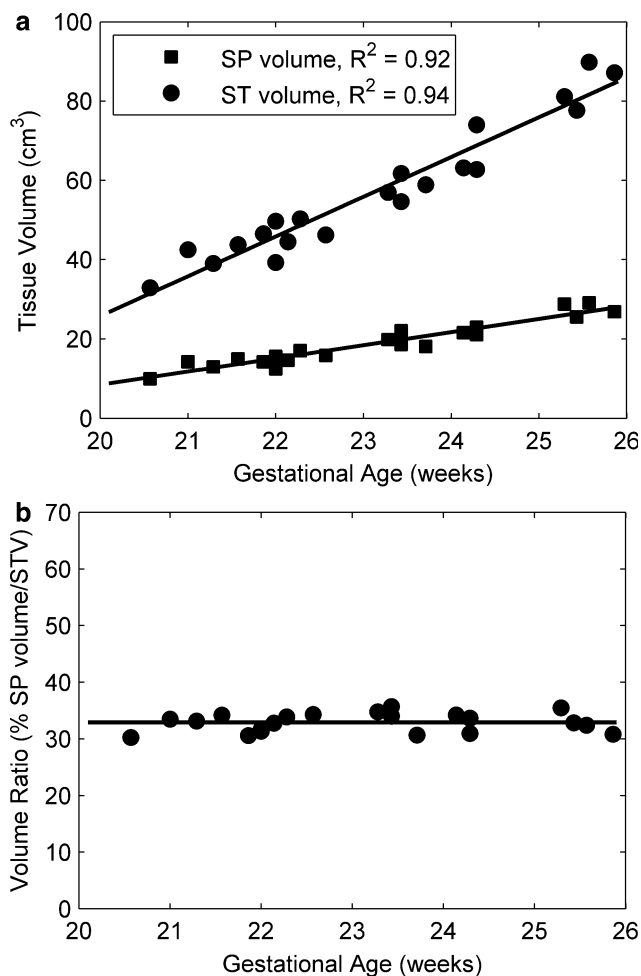 a
100
80
60
40
20
0
Tissue Volume (cm³)
SP volume, R² = 0.92
ST volume, R² = 0.94
20 21 22 23 24 25 26
Gestational Age (weeks)
b
70
60
50
40
30
20
10
0
Volume Ratio (% SP volume/STV)
20 21 22 23 24 25 26
Gestational Age (weeks)